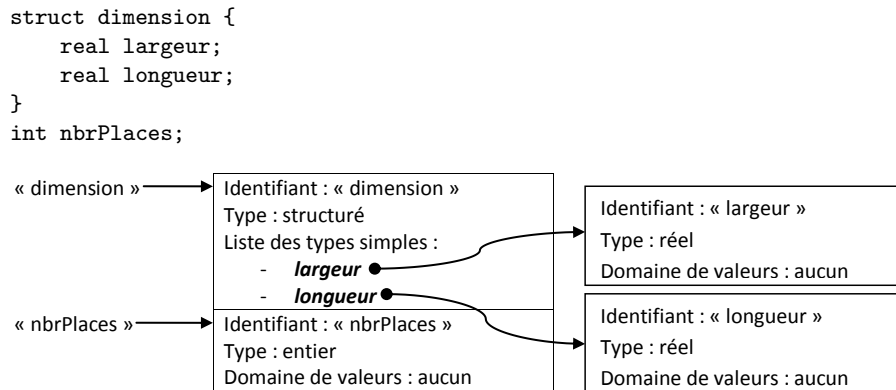 struct dimension {
real largeur;
real longueur;
}
int nbrPlaces;
« dimension »
Identifiant : « dimension »
Type : structuré
Liste des types simples :
- largeur
- longueur
« nbrPlaces »
Identifiant : « nbrPlaces »
Type : entier
Domaine de valeurs : aucun
Identifiant : « largeur »
Type : réel
Domaine de valeurs : aucun
Identifiant : « longueur »
Type : réel
Domaine de valeurs : aucun